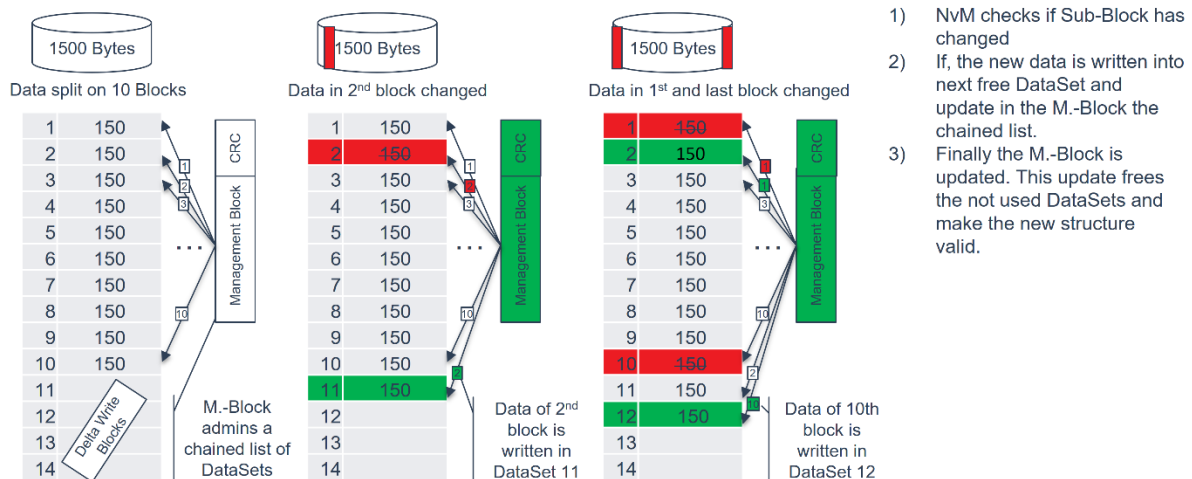 1500 Bytes
Data split on 10 Blocks
1 150
2 150
3 150
4 150
5 150
6 150
7 150
8 150
9 150
10 150
11
12
13
14
Delta Write
Blocks
1
2
3
...
10
CRC
Management Block
M.-Block
admins a
chained list of
DataSets
1500 Bytes
Data in 2nd block changed
1 150
2 150
3 150
4 150
5 150
6 150
7 150
8 150
9 150
10 150
11 150
12
13
14
1
2
3
...
10
2
CRC
Management Block
Data of 2nd
block is
written in
DataSet 11
1500 Bytes
Data in 1st and last block changed
1 150
2 150
3 150
4 150
5 150
6 150
7 150
8 150
9 150
10 150
11 150
12 150
13
14
1
1
3
...
10
2
10
CRC
Management Block
Data of 10th
block is
written in
DataSet 12
1) NvM checks if Sub-Block has
changed
2) If, the new data is written into
next free DataSet and
update in the M.-Block the
chained list.
3) Finally the M.-Block is
updated. This update frees
the not used DataSets and
make the new structure
valid.